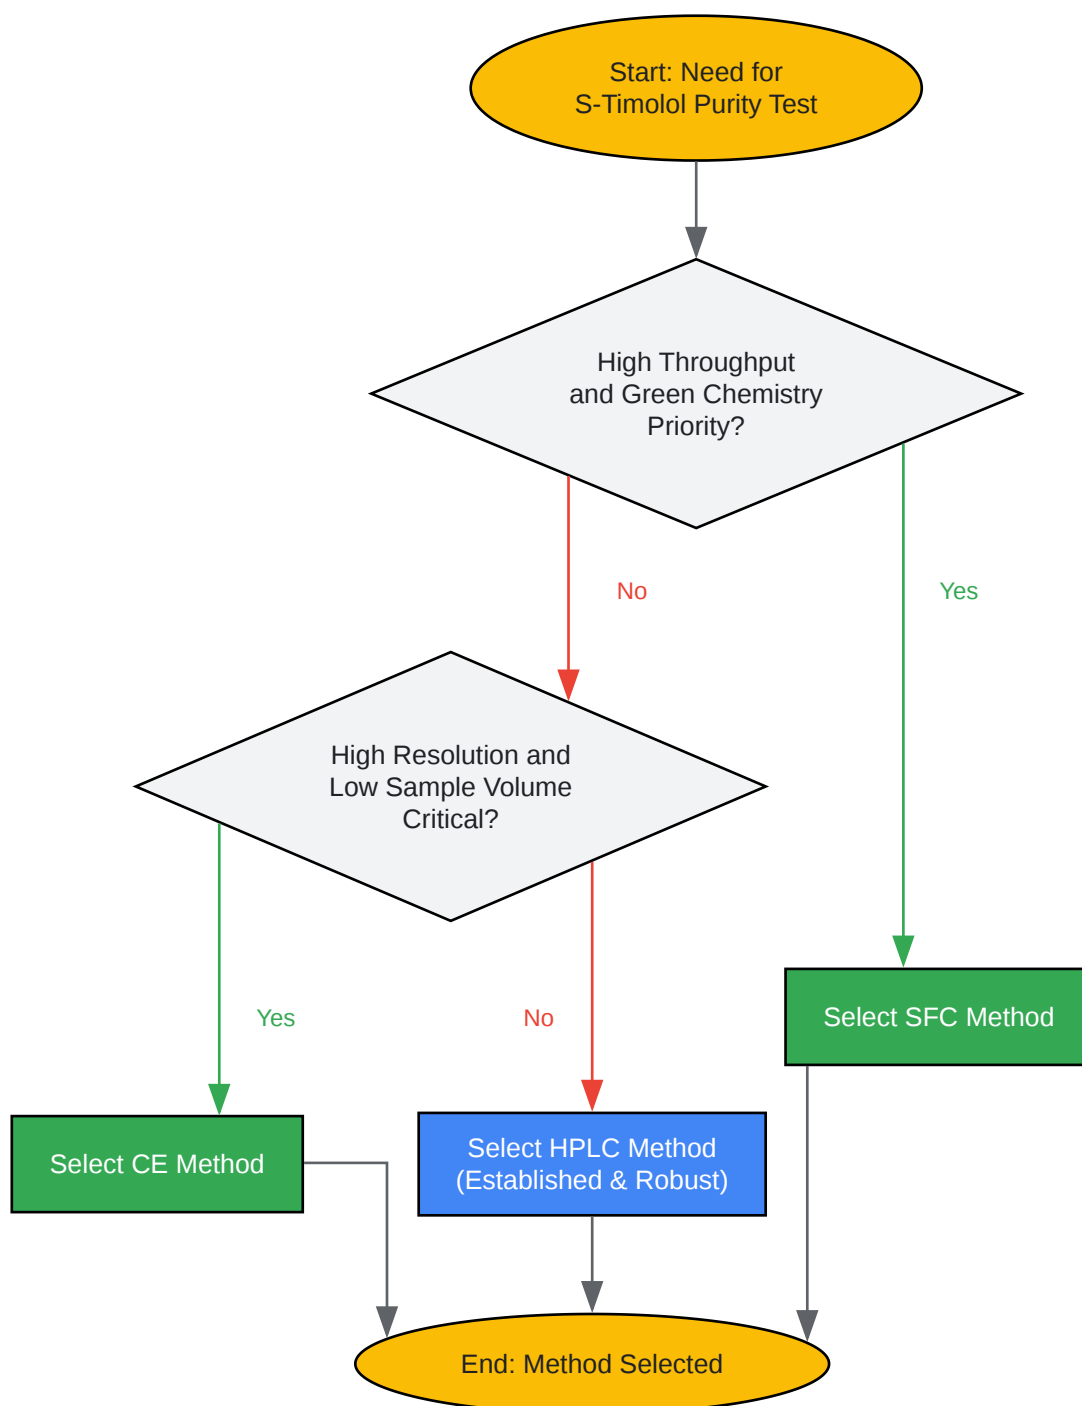 Start: Need for
S-Timolol Purity Test
High Throughput
and Green Chemistry
Priority?
No
Yes
High Resolution and
Low Sample Volume
Critical?
Yes
No
Select SFC Method
Select CE Method
Select HPLC Method
(Established & Robust)
End: Method Selected